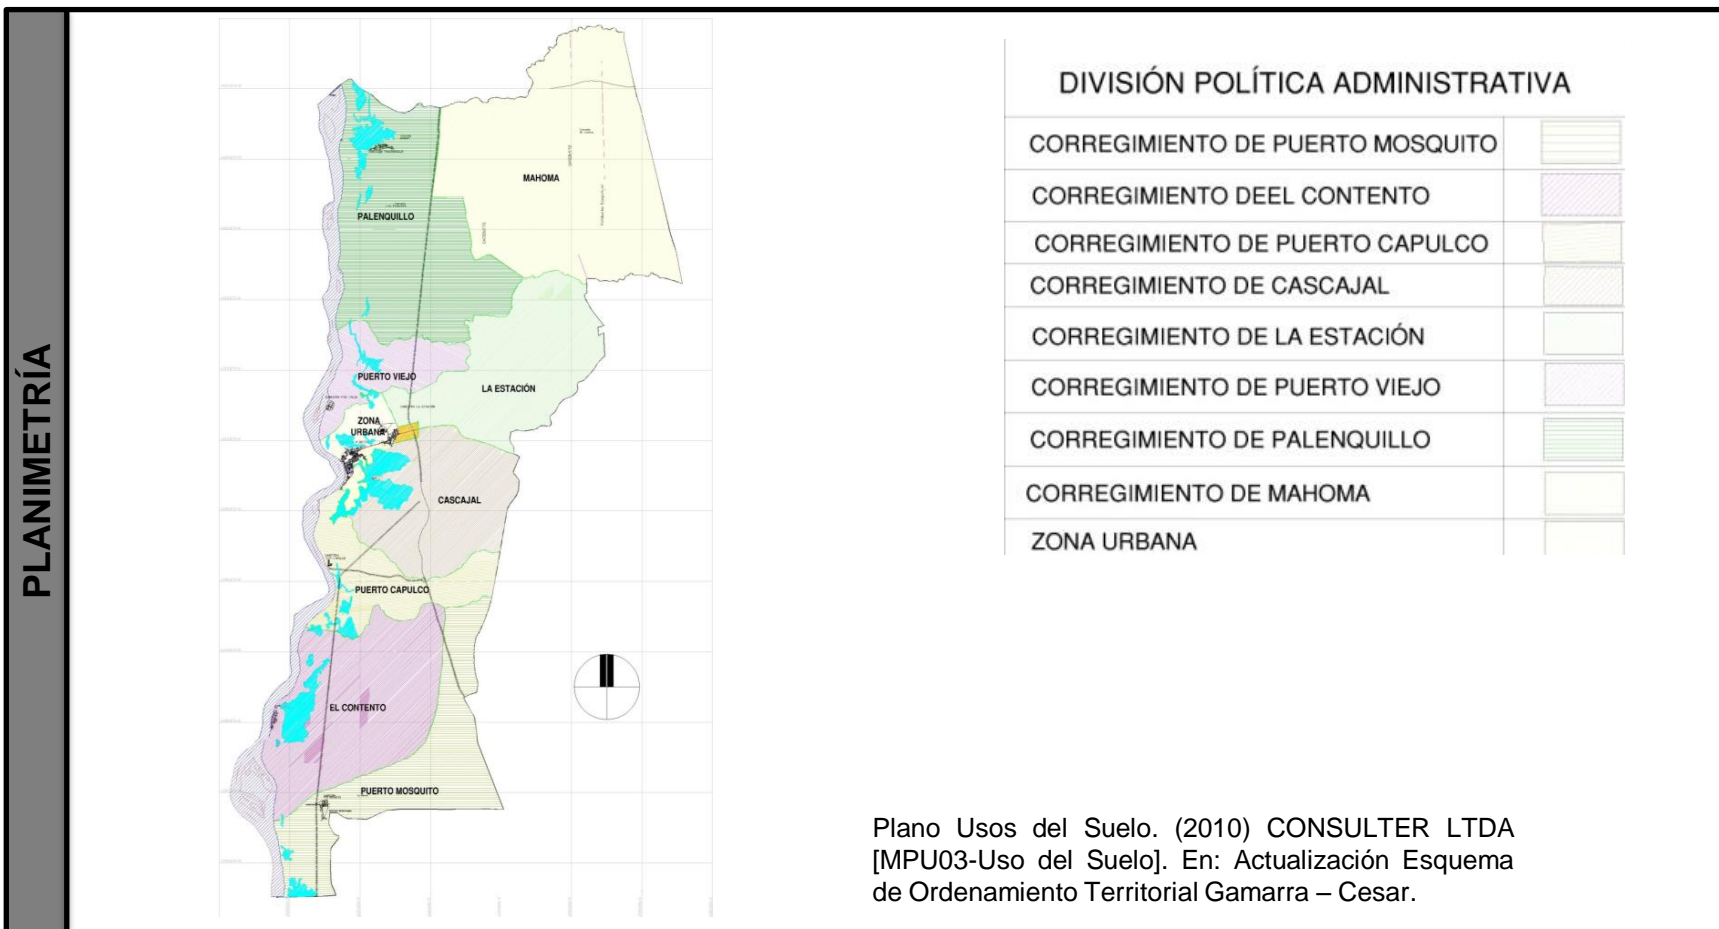 PLANIMETRÍA
MAHOMA
PALENQUILLO
PUERTO VIEJO
LA ESTACIÓN
ZONA
URBANA
CASCAJAL
PUERTO CAPULCO
EL CONTENTO
PUERTO MOSQUITO
DIVISIÓN POLÍTICA ADMINISTRATIVA
CORREGIMIENTO DE PUERTO MOSQUITO
CORREGIMIENTO DEEL CONTENTO
CORREGIMIENTO DE PUERTO CAPULCO
CORREGIMIENTO DE CASCAJAL
CORREGIMIENTO DE LA ESTACIÓN
CORREGIMIENTO DE PUERTO VIEJO
CORREGIMIENTO DE PALENQUILLO
CORREGIMIENTO DE MAHOMA
ZONA URBANA
Plano Usos del Suelo. (2010) CONSULTER LTDA
[MPU03-Uso del Suelo]. En: Actualización Esquema
de Ordenamiento Territorial Gamarra – Cesar.